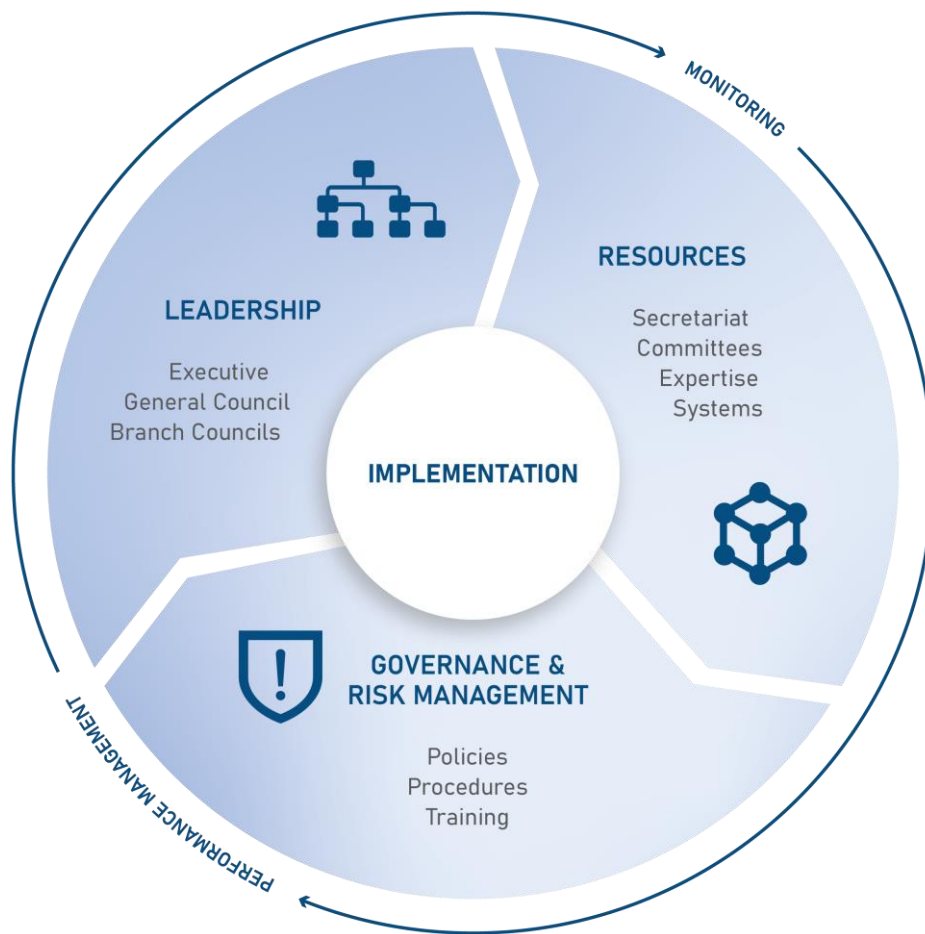 MONITORING
RESOURCES
Secretariat
Committees
Expertise
Systems
LEADERSHIP
Executive
General Council
Branch Councils
IMPLEMENTATION
GOVERNANCE &
RISK MANAGEMENT
Policies
Procedures
Training
PERFORMANCE MANAGEMENT